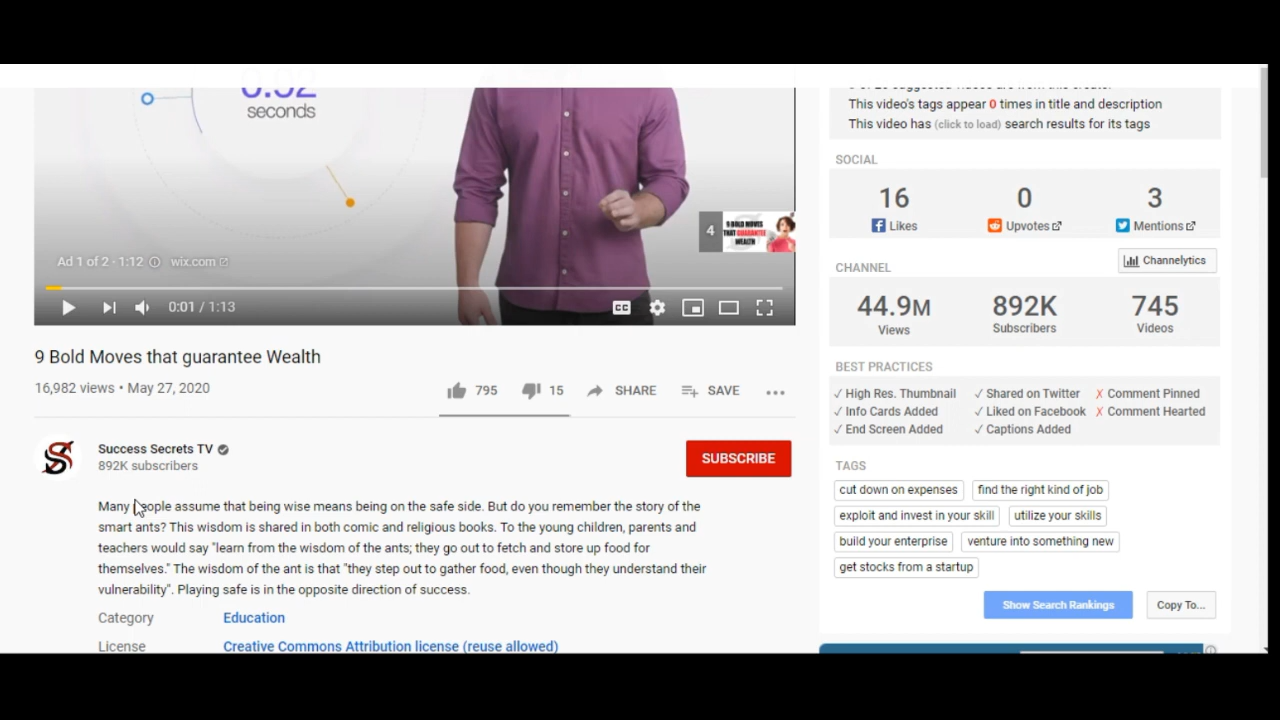 seconds
4
9 BOLD MOVES
THAT GUARANTEE
WEALTH
Ad 1 of 2 · 1:12 wix.com
0:01 / 1:13
CC
9 Bold Moves that guarantee Wealth
16,982 views • May 27, 2020
795 15 SHARE SAVE
Success Secrets TV
892K subscribers
SUBSCRIBE
Many people assume that being wise means being on the safe side. But do you remember the story of the
smart ants? This wisdom is shared in both comic and religious books. To the young children, parents and
teachers would say "learn from the wisdom of the ants; they go out to fetch and store up food for
themselves." The wisdom of the ant is that "they step out to gather food, even though they understand their
vulnerability". Playing safe is in the opposite direction of success.
Category Education
License Creative Commons Attribution license (reuse allowed)
This video's tags appear 0 times in title and description
This video has (click to load) search results for its tags
SOCIAL
16 0 3
Likes Upvotes Mentions
CHANNEL Channelytics
44.9M 892K 745
Views Subscribers Videos
BEST PRACTICES
✓ High Res. Thumbnail ✓ Shared on Twitter ✗ Comment Pinned
✓ Info Cards Added ✓ Liked on Facebook ✗ Comment Hearted
✓ End Screen Added ✓ Captions Added
TAGS
cut down on expenses find the right kind of job
exploit and invest in your skill utilize your skills
build your enterprise venture into something new
get stocks from a startup
Show Search Rankings Copy To...